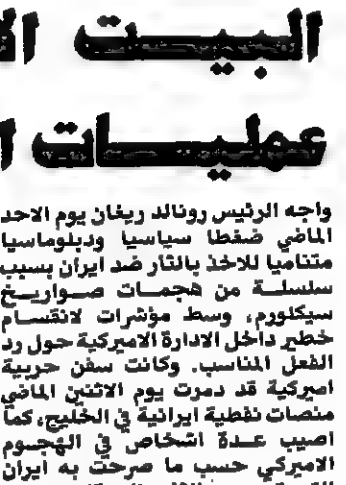 البيت
عمليات
واجه الرئيس رونالد ريغان يوم الاحد
الماضي ضغطا سياسيا ودبلوماسيا
متناميا للاخذ بالثأر ضد ايران بسبب
سلسلة من هجمات صواريخ
سيلكورم، وسط مؤشرات لانقسام
خطير داخل الادارة الاميركية حول رد
الفعل المناسب. وكانت سفن حربية
اميركية قد دمرت يوم الاثنين الماضي
منصات نفطية ايرانية في الخليج، كما
اصيب عدة اشخاص في الهجوم
الاميركي حسب ما صرحت به ايران